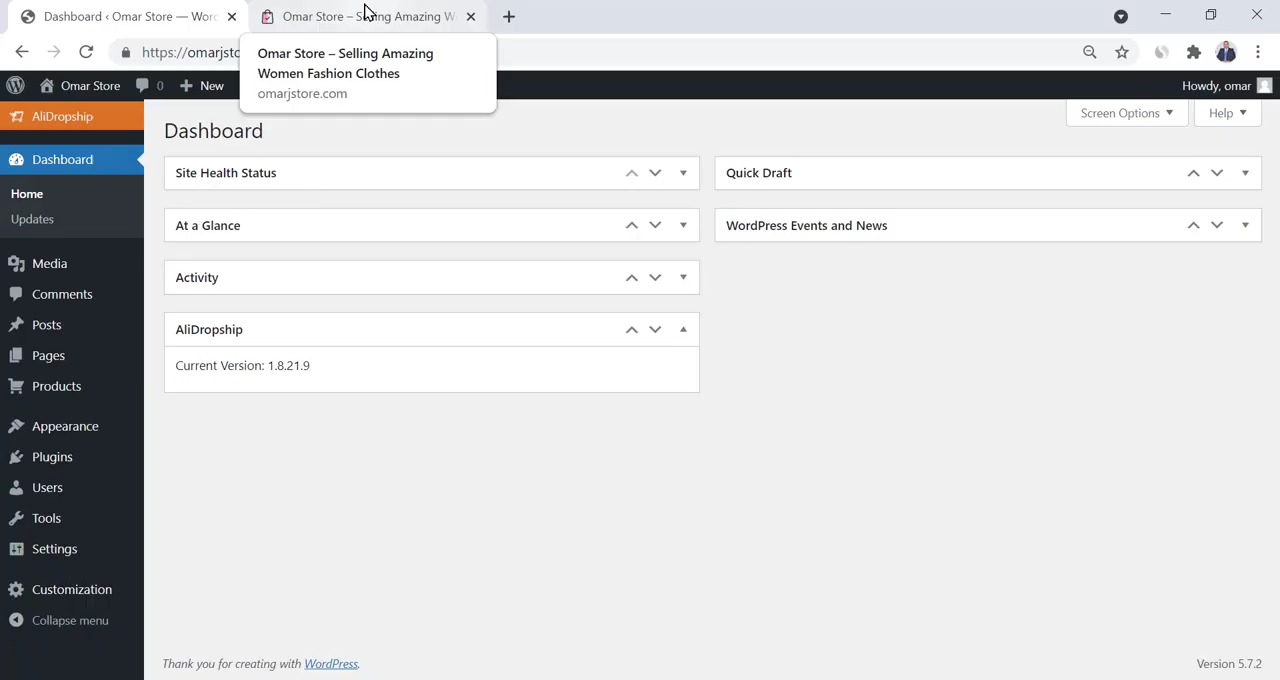 Dashboard ‹ Omar Store — Wor
Omar Store – Selling Amazing W
https://omarjsto
Omar Store – Selling Amazing
Women Fashion Clothes
omarjstore.com
Omar Store
0
New
Howdy, omar
AliDropship
Screen Options
Help
Dashboard
Dashboard
Home
Updates
Site Health Status
Quick Draft
At a Glance
WordPress Events and News
Media
Activity
Comments
Posts
AliDropship
Pages
Current Version: 1.8.21.9
Products
Appearance
Plugins
Users
Tools
Settings
Customization
Collapse menu
Thank you for creating with WordPress.
Version 5.7.2